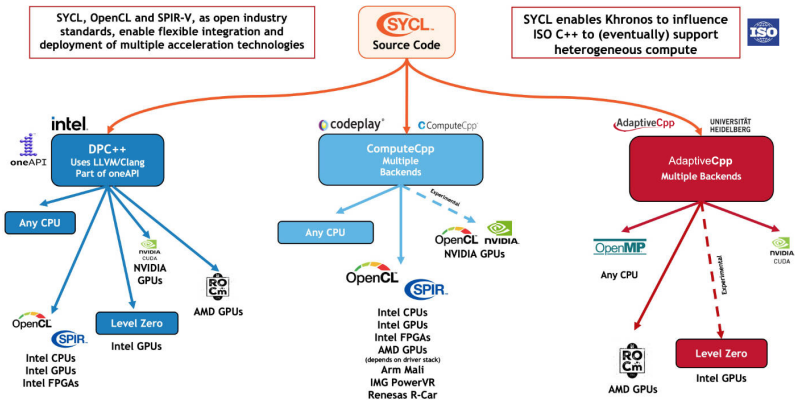 SYCL, OpenCL and SPIR-V, as open industry
standards, enable flexible integration and
deployment of multiple acceleration technologies
SYCL
Source Code
SYCL enables Khronos to influence
ISO C++ to (eventually) support
heterogeneous compute
ISO
intel.
oneAPI
DPC++
Uses LLVM/Clang
Part of oneAPI
Any CPU
NVIDIA
CUDA
NVIDIA
GPUs
ROCm
AMD GPUs
OpenCL
SPIR
Intel CPUs
Intel GPUs
Intel FPGAs
Level Zero
Intel GPUs
codeplay
ComputeCpp
ComputeCpp
Multiple
Backends
Any CPU
Experimental
OpenCL
NVIDIA
NVIDIA GPUs
OpenCL
SPIR
Intel CPUs
Intel GPUs
Intel FPGAs
AMD GPUs
(depends on driver stack)
Arm Mali
IMG PowerVR
Renesas R-Car
AdaptiveCpp
UNIVERSITÄT
HEIDELBERG
AdaptiveCpp
Multiple Backends
OpenMP
Any CPU
Experimental
NVIDIA
CUDA
ROCm
AMD GPUs
Level Zero
Intel GPUs